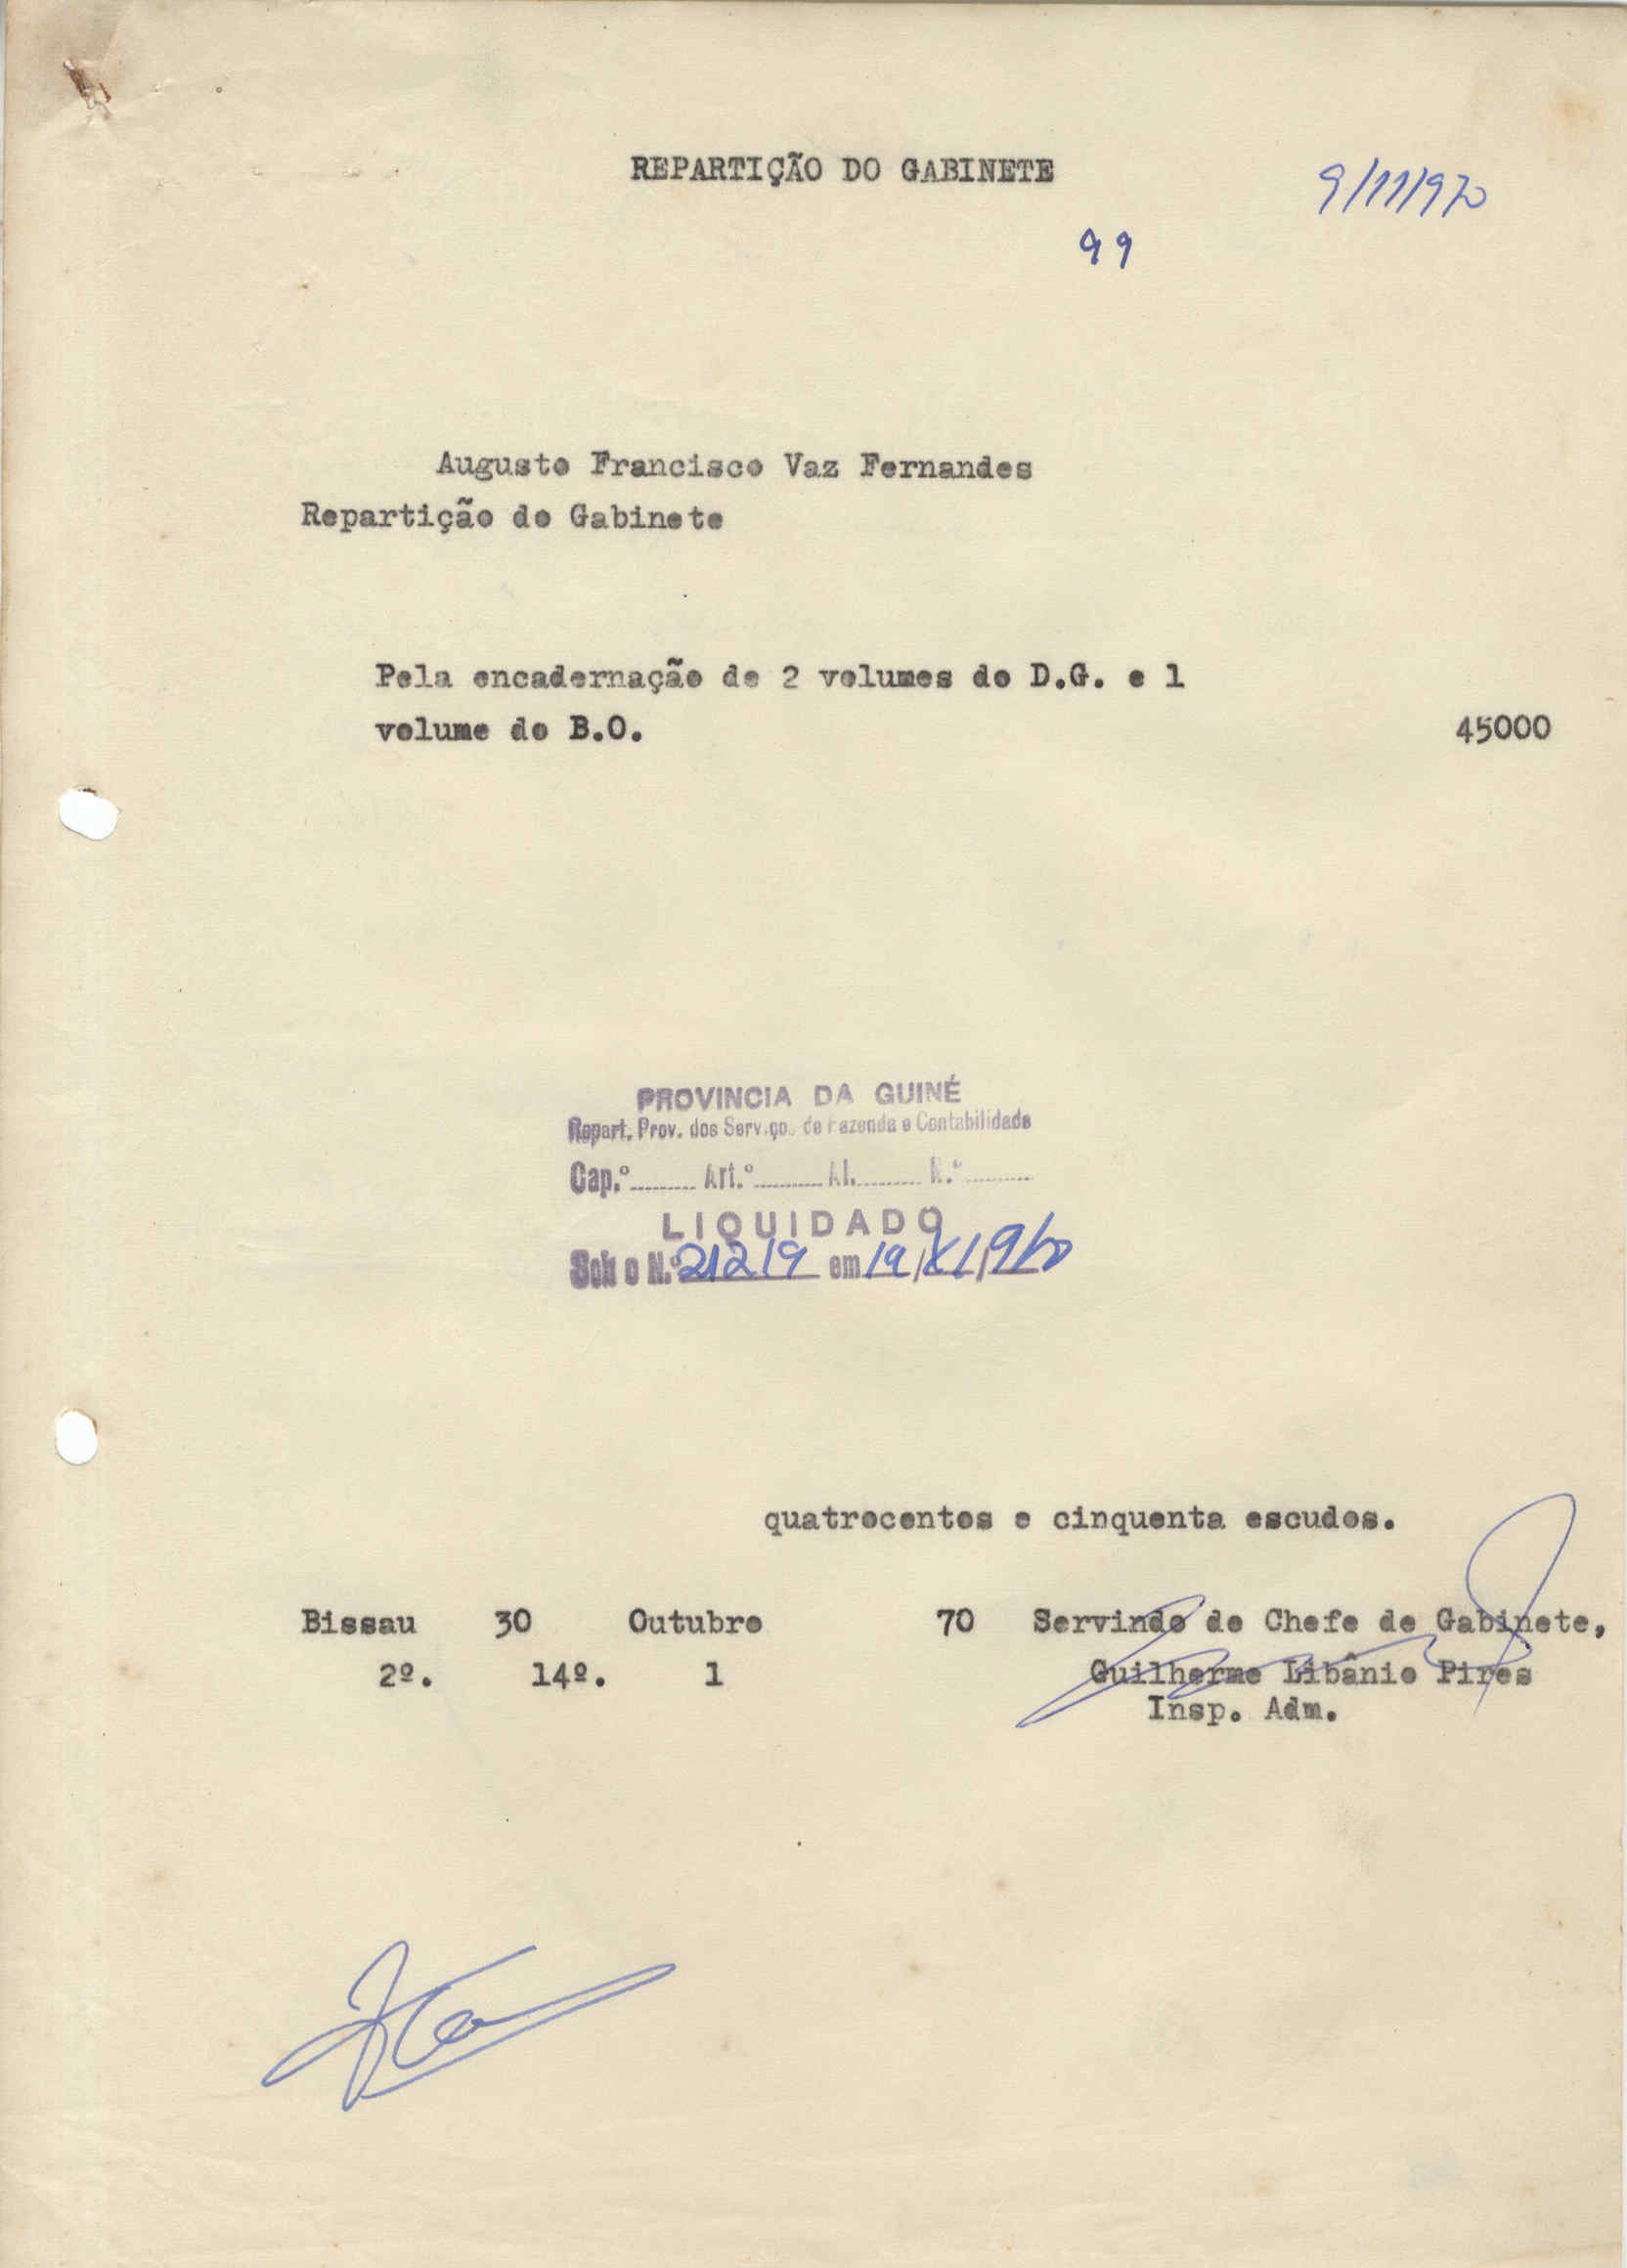 REPARTIÇÃO DO GABINETE
9/11/970
99
Augusto Francisco Vaz Fernandes
Repartição do Gabinete
Pela encadernação de 2 volumes do D.G. e 1
volume do B.O. 45000
PROVINCIA DA GUINÉ
Repart. Prov. dos Serviços de Fazenda e Contabilidade
Cap.º Art.º Al. N.º
LIQUIDADO
Sob o N.º 21219 em 19/XI/970
quatrocentos e cinquenta escudos.
Bissau 30 Outubro 70 Servindo de Chefe de Gabinete,
2º. 14º. 1 Guilherme Libânio Pires
Insp. Adm.